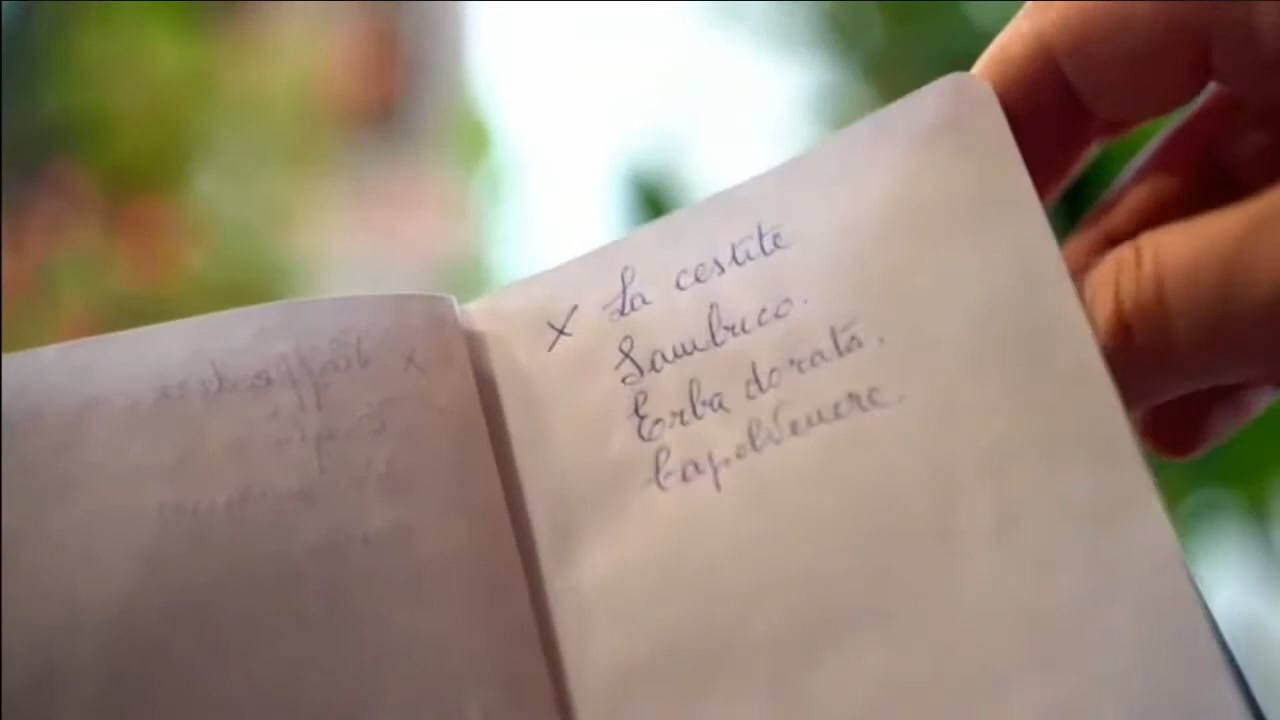 x La cestite
Sambuco.
Erba dorata.
Capelvenere.